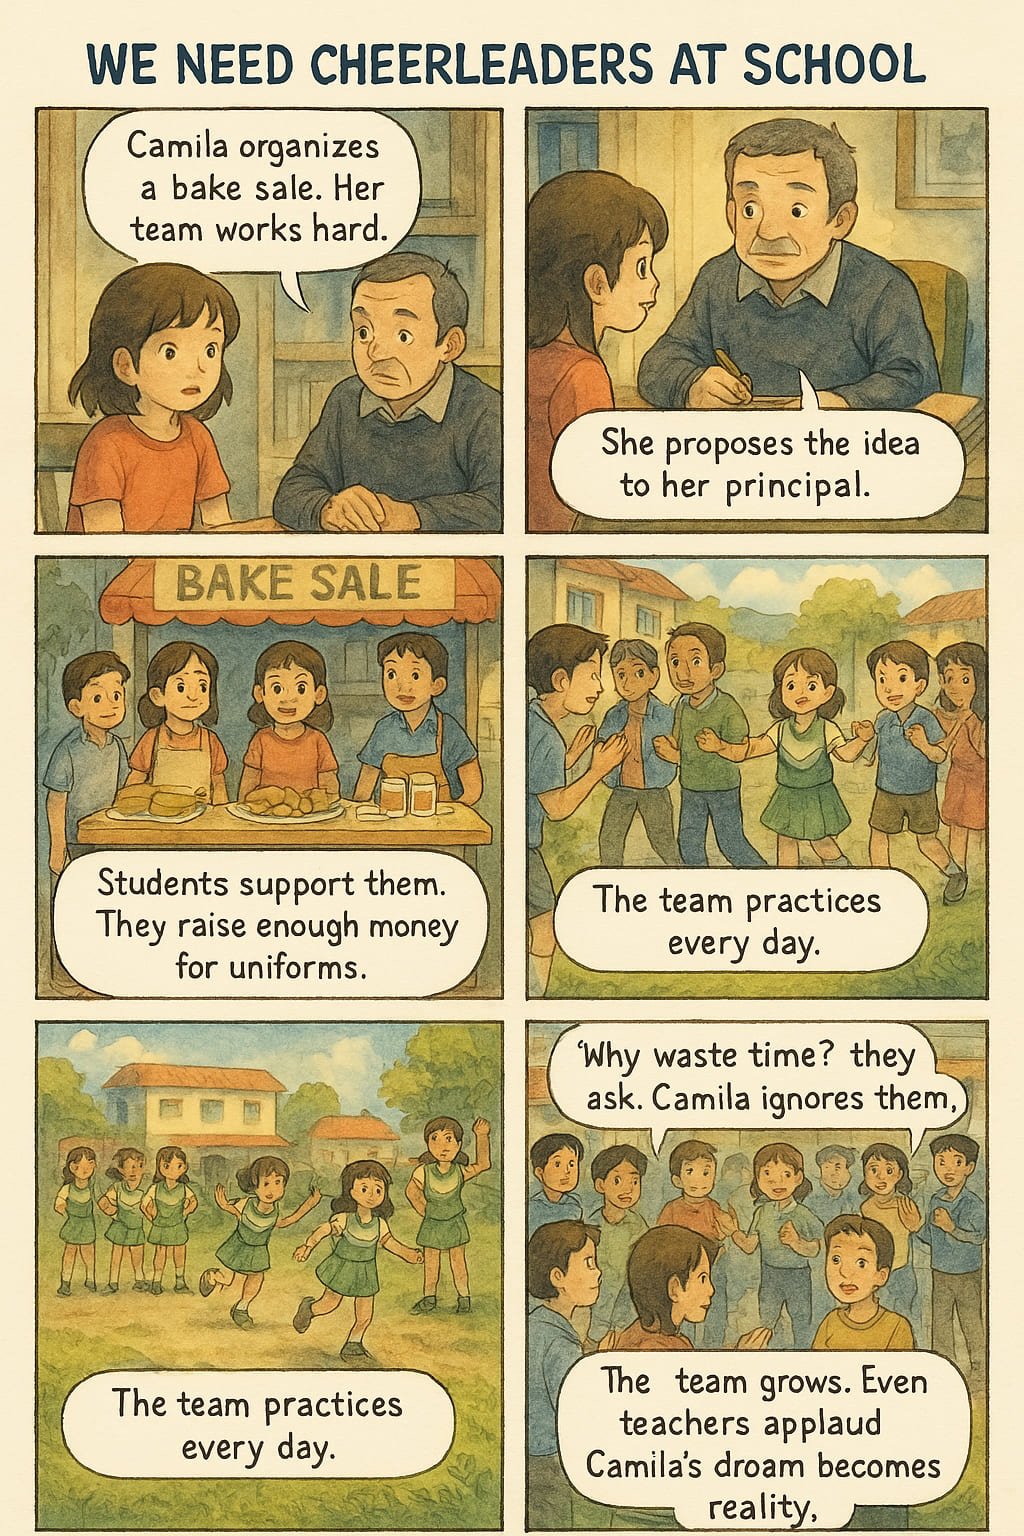 WE NEED CHEERLEADERS AT SCHOOL
Camila organizes
a bake sale. Her
team works hard.
She proposes the idea
to her principal.
BAKE SALE
Students support them.
They raise enough money
for uniforms.
The team practices
every day.
The team practices
every day.
‘Why waste time? they
ask. Camila ignores them,
The team grows. Even
teachers applaud
Camila's droam becomes
reality,